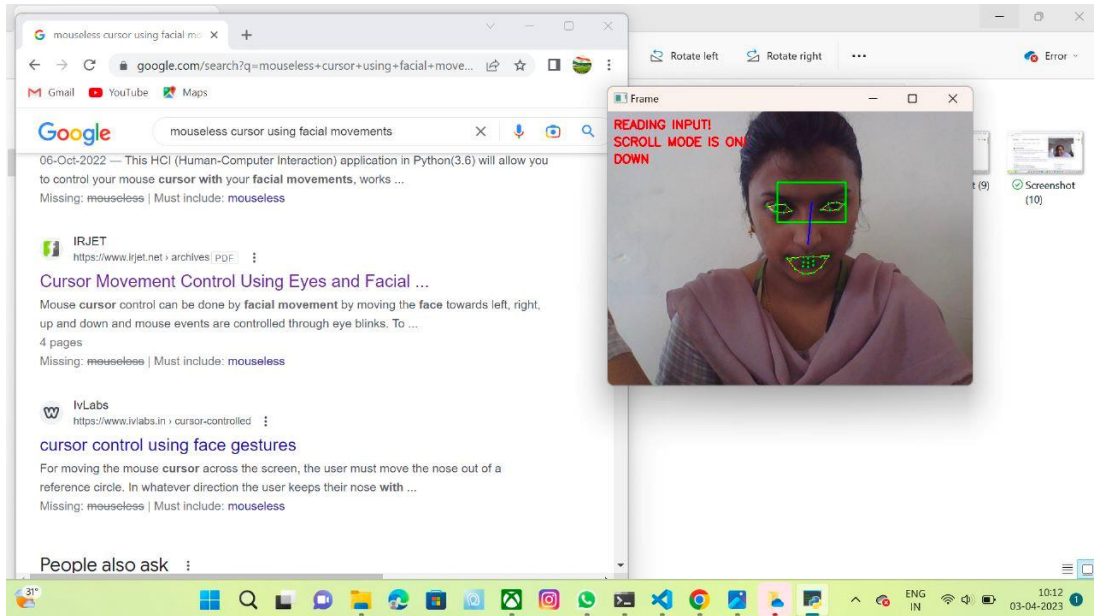 mouseless cursor using facial mo
google.com/search?q=mouseless+cursor+using+facial+move...
Gmail YouTube Maps
Google
mouseless cursor using facial movements
06-Oct-2022 — This HCI (Human-Computer Interaction) application in Python(3.6) will allow you
to control your mouse cursor with your facial movements, works ...
Missing: mouseless | Must include: mouseless
IRJET
https://www.irjet.net › archives PDF
Cursor Movement Control Using Eyes and Facial ...
Mouse cursor control can be done by facial movement by moving the face towards left, right,
up and down and mouse events are controlled through eye blinks. To ...
4 pages
Missing: mouseless | Must include: mouseless
IvLabs
https://www.ivlabs.in › cursor-controlled
cursor control using face gestures
For moving the mouse cursor across the screen, the user must move the nose out of a
reference circle. In whatever direction the user keeps their nose with ...
Missing: mouseless | Must include: mouseless
People also ask
Rotate left Rotate right Error
Frame
READING INPUT!
SCROLL MODE IS ON!
DOWN
t (9)
Screenshot
(10)
31°
ENG
IN
10:12
03-04-2023
1